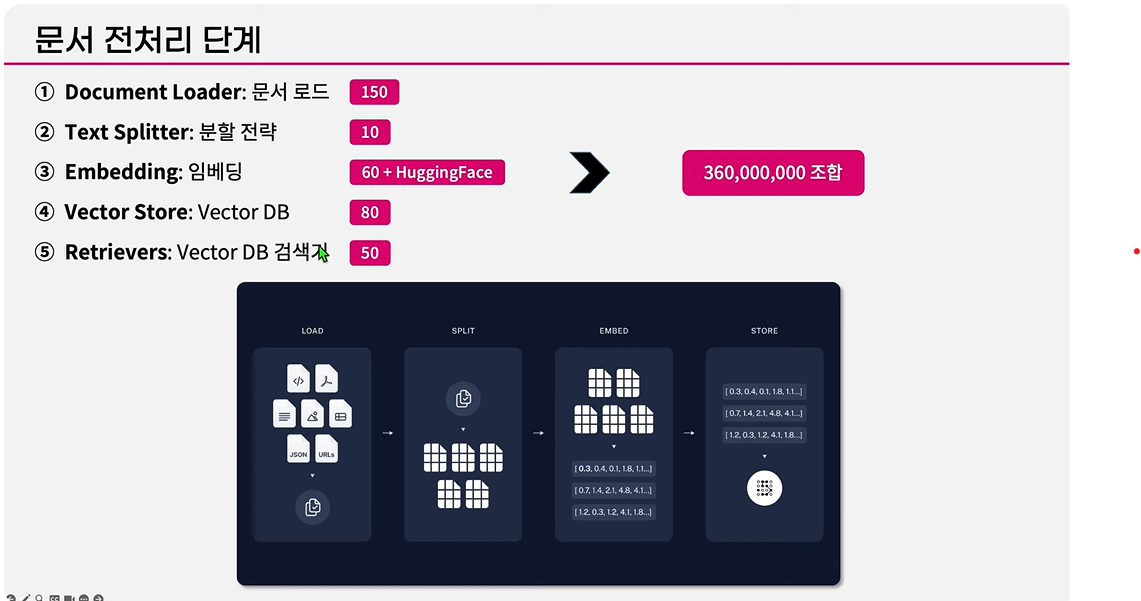 문서 전처리 단계
① Document Loader: 문서 로드 150
② Text Splitter: 분할 전략 10
③ Embedding: 임베딩 60 + HuggingFace
④ Vector Store: Vector DB 80
⑤ Retrievers: Vector DB 검색기 50
360,000,000 조합
LOAD
JSON URLs
SPLIT
EMBED
[ 0.3, 0.4, 0.1, 1.8, 1.1...]
[ 0.7, 1.4, 2.1, 4.8, 4.1...]
[ 1.2, 0.3, 1.2, 4.1, 1.8...]
STORE
[ 0.3, 0.4, 0.1, 1.8, 1.1...]
[ 0.7, 1.4, 2.1, 4.8, 4.1...]
[ 1.2, 0.3, 1.2, 4.1, 1.8...]